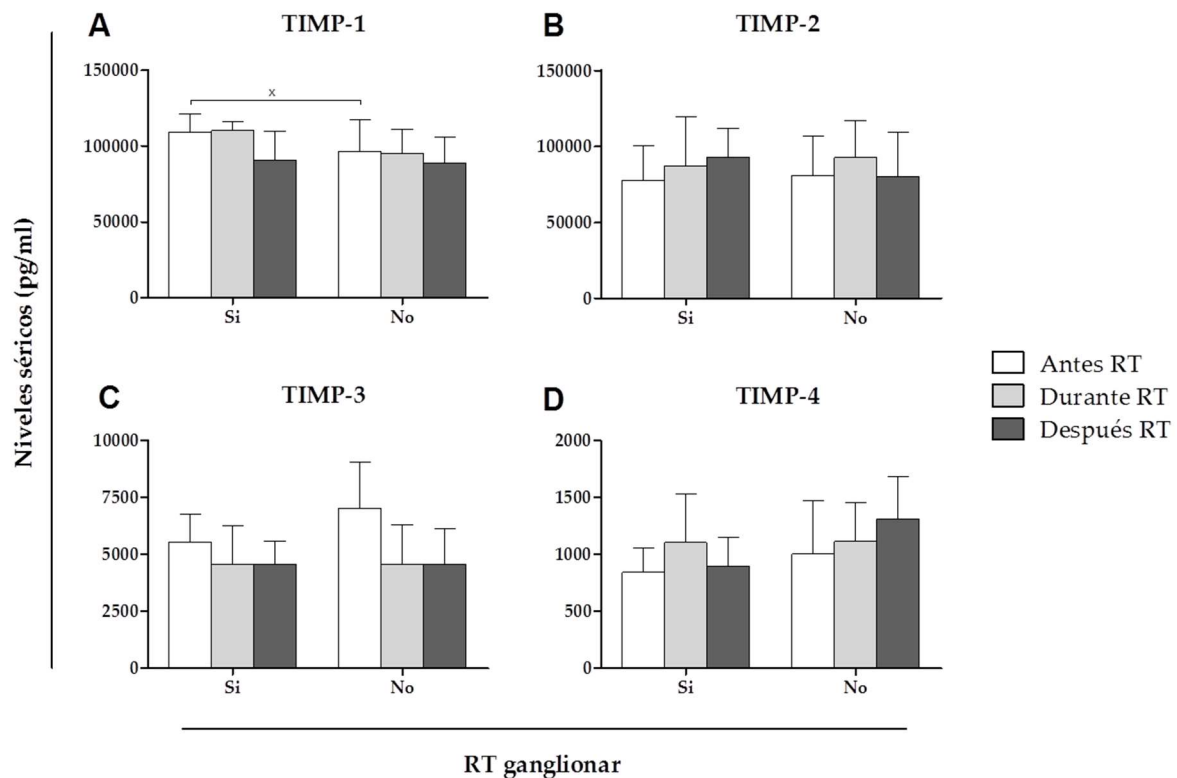 A
TIMP-1
150000
x
100000
50000
0
Si
No
B
TIMP-2
150000
100000
50000
0
Si
No
Niveles séricos (pg/ml)
C
TIMP-3
10000
7500
5000
2500
0
Si
No
D
TIMP-4
2000
1500
1000
500
0
Si
No
Antes RT
Durante RT
Después RT
RT ganglionar